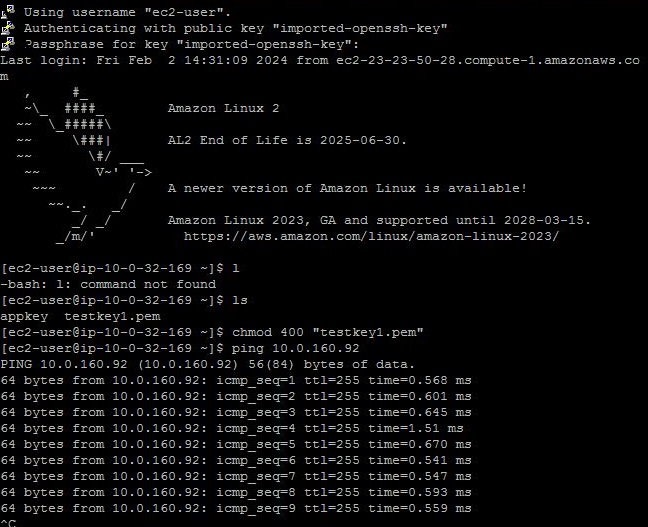 Using username "ec2-user".
Authenticating with public key "imported-openssh-key"
Passphrase for key "imported-openssh-key":
Last login: Fri Feb  2 14:31:09 2024 from ec2-23-23-50-28.compute-1.amazonaws.co
m
   ,     #_
   ~\_  ####_        Amazon Linux 2
  ~~  \_#####\
  ~~     \###|       AL2 End of Life is 2025-06-30.
  ~~       \#/ ___
   ~~       V~' '->
    ~~~         /    A newer version of Amazon Linux is available!
      ~~._.   _/
         _/ _/       Amazon Linux 2023, GA and supported until 2028-03-15.
       _/m/'           https://aws.amazon.com/linux/amazon-linux-2023/
[ec2-user@ip-10-0-32-169 ~]$ l
-bash: l: command not found
[ec2-user@ip-10-0-32-169 ~]$ ls
appkey  testkey1.pem
[ec2-user@ip-10-0-32-169 ~]$ chmod 400 "testkey1.pem"
[ec2-user@ip-10-0-32-169 ~]$ ping 10.0.160.92
PING 10.0.160.92 (10.0.160.92) 56(84) bytes of data.
64 bytes from 10.0.160.92: icmp_seq=1 ttl=255 time=0.568 ms
64 bytes from 10.0.160.92: icmp_seq=2 ttl=255 time=0.601 ms
64 bytes from 10.0.160.92: icmp_seq=3 ttl=255 time=0.645 ms
64 bytes from 10.0.160.92: icmp_seq=4 ttl=255 time=1.51 ms
64 bytes from 10.0.160.92: icmp_seq=5 ttl=255 time=0.670 ms
64 bytes from 10.0.160.92: icmp_seq=6 ttl=255 time=0.541 ms
64 bytes from 10.0.160.92: icmp_seq=7 ttl=255 time=0.547 ms
64 bytes from 10.0.160.92: icmp_seq=8 ttl=255 time=0.593 ms
64 bytes from 10.0.160.92: icmp_seq=9 ttl=255 time=0.559 ms
^C